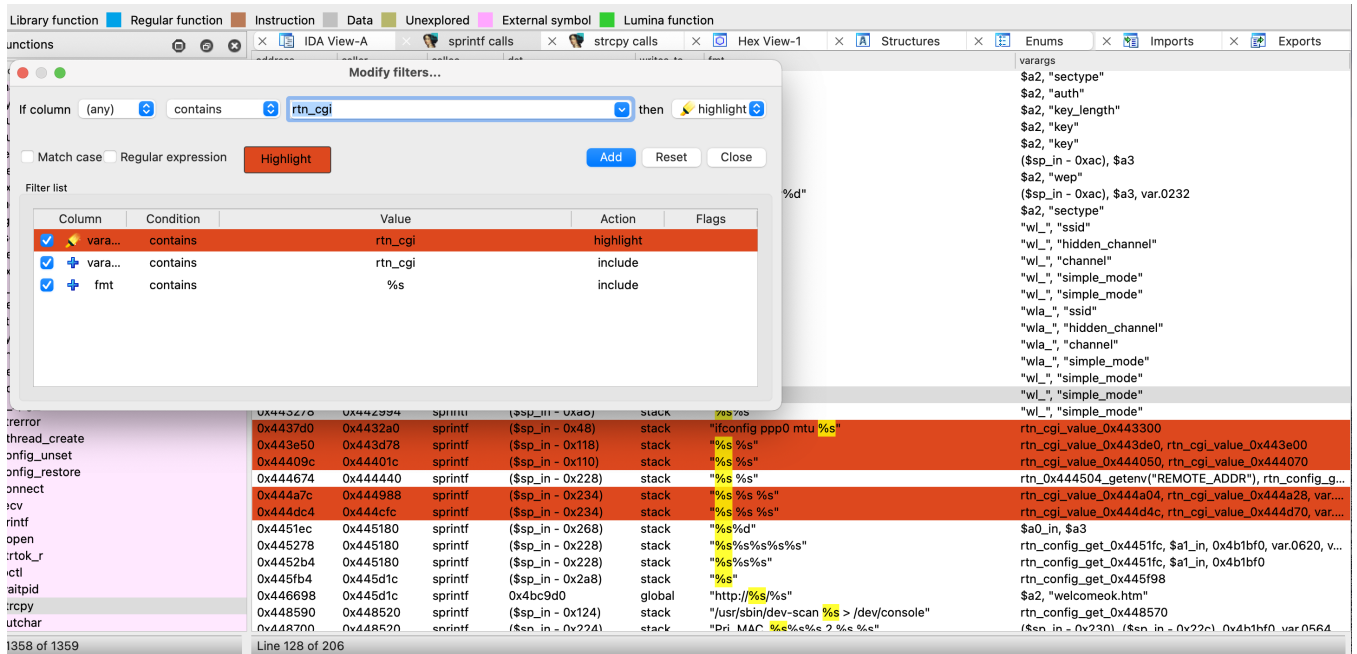 Library function Regular function Instruction Data Unexplored External symbol Lumina function
unctions
IDA View-A sprintf calls strcpy calls Hex View-1 Structures Enums Imports Exports
varargs
Modify filters...
If column (any) contains rtn_cgi then highlight
Match case Regular expression Highlight Add Reset Close
Filter list
Column Condition Value Action Flags
vara... contains rtn_cgi highlight
vara... contains rtn_cgi include
fmt contains %s include
$a2, "sectype"
$a2, "auth"
$a2, "key_length"
$a2, "key"
$a2, "key"
($sp_in - 0xac), $a3
$a2, "wep"
%d" ($sp_in - 0xac), $a3, var.0232
$a2, "sectype"
"wl_", "ssid"
"wl_", "hidden_channel"
"wl_", "channel"
"wl_", "simple_mode"
"wl_", "simple_mode"
"wla_", "ssid"
"wla_", "hidden_channel"
"wla_", "channel"
"wla_", "simple_mode"
"wl_", "simple_mode"
"wl_", "simple_mode"
0x443278 0x442994 sprintf ($sp_in - 0xa8) stack "%s%s "wl_", "simple_mode"
0x4437d0 0x4432a0 sprintf ($sp_in - 0x48) stack "ifconfig ppp0 mtu %s" rtn_cgi_value_0x443300
0x443e50 0x443d78 sprintf ($sp_in - 0x118) stack "%s %s" rtn_cgi_value_0x443de0, rtn_cgi_value_0x443e00
0x44409c 0x44401c sprintf ($sp_in - 0x110) stack "%s %s" rtn_cgi_value_0x444050, rtn_cgi_value_0x444070
0x444674 0x444440 sprintf ($sp_in - 0x228) stack "%s %s" rtn_0x444504_getenv("REMOTE_ADDR"), rtn_config_g...
0x444a7c 0x444988 sprintf ($sp_in - 0x234) stack "%s %s %s" rtn_cgi_value_0x444a04, rtn_cgi_value_0x444a28, var....
0x444dc4 0x444cfc sprintf ($sp_in - 0x234) stack "%s %s %s" rtn_cgi_value_0x444d4c, rtn_cgi_value_0x444d70, var....
0x4451ec 0x445180 sprintf ($sp_in - 0x268) stack "%s%d" $a0_in, $a3
0x445278 0x445180 sprintf ($sp_in - 0x228) stack "%s%s%s%s%s" rtn_config_get_0x4451fc, $a1_in, 0x4b1bf0, var.0620, v...
0x4452b4 0x445180 sprintf ($sp_in - 0x228) stack "%s%s%s" rtn_config_get_0x4451fc, $a1_in, 0x4b1bf0
0x445fb4 0x445d1c sprintf ($sp_in - 0x2a8) stack "%s" rtn_config_get_0x445f98
0x446698 0x445d1c sprintf 0x4bc9d0 global "http://%s/%s" $a2, "welcomeok.htm"
0x448590 0x448520 sprintf ($sp_in - 0x124) stack "/usr/sbin/dev-scan %s > /dev/console" rtn_config_get_0x448570
0x448700 0x448520 sprintf ($sp_in - 0x224) stack
trerror
thread_create
onfig_unset
onfig_restore
onnect
ecv
rintf
open
trtok_r
octl
aitpid
trcpy
utchar
1358 of 1359 Line 128 of 206